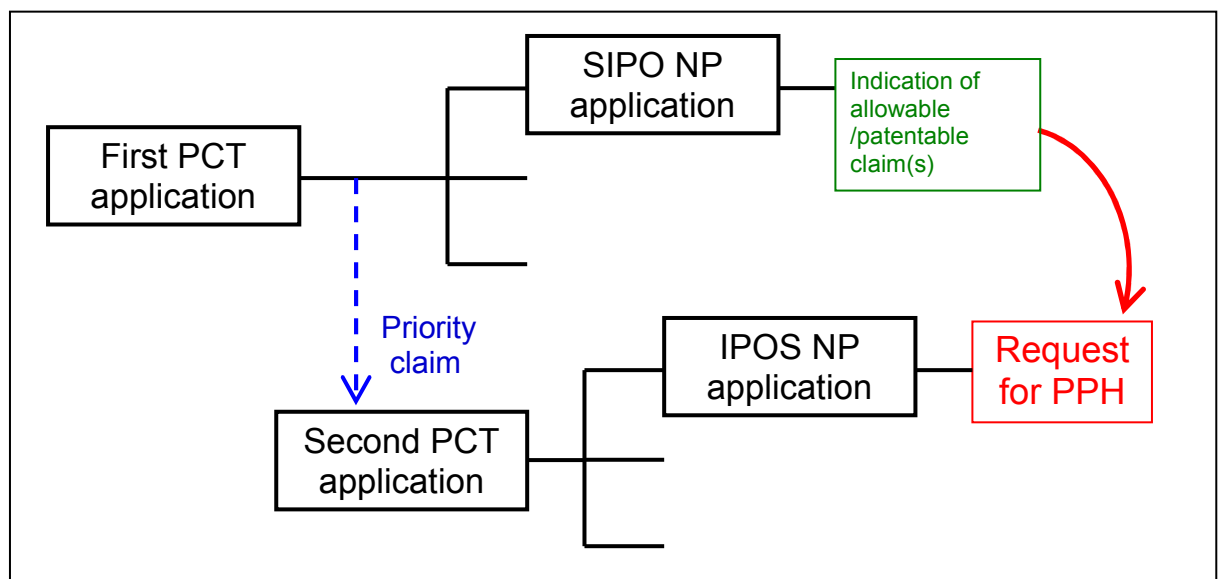 SIPO NP
application
Indication of
allowable
/patentable
claim(s)
First PCT
application
Priority
claim
IPOS NP
application
Request
for PPH
Second PCT
application